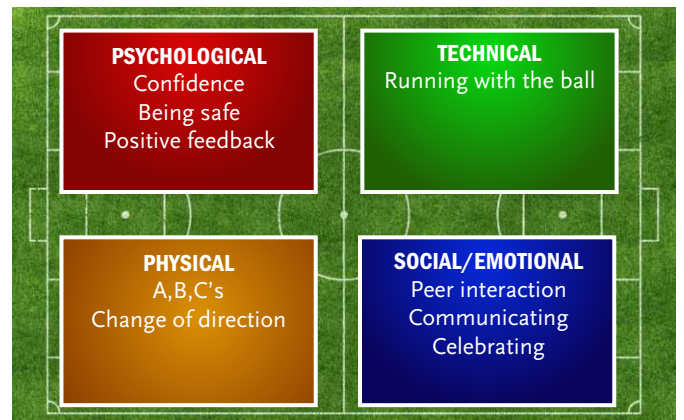 PSYCHOLOGICAL
Confidence
Being safe
Positive feedback
TECHNICAL
Running with the ball
PHYSICAL
A,B,C's
Change of direction
SOCIAL/EMOTIONAL
Peer interaction
Communicating
Celebrating